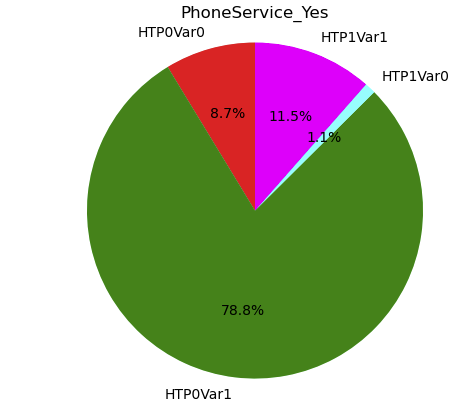 PhoneService_Yes
HTP0Var0
HTP1Var1
HTP1Var0
8.7%
11.5%
1.1%
78.8%
HTP0Var1